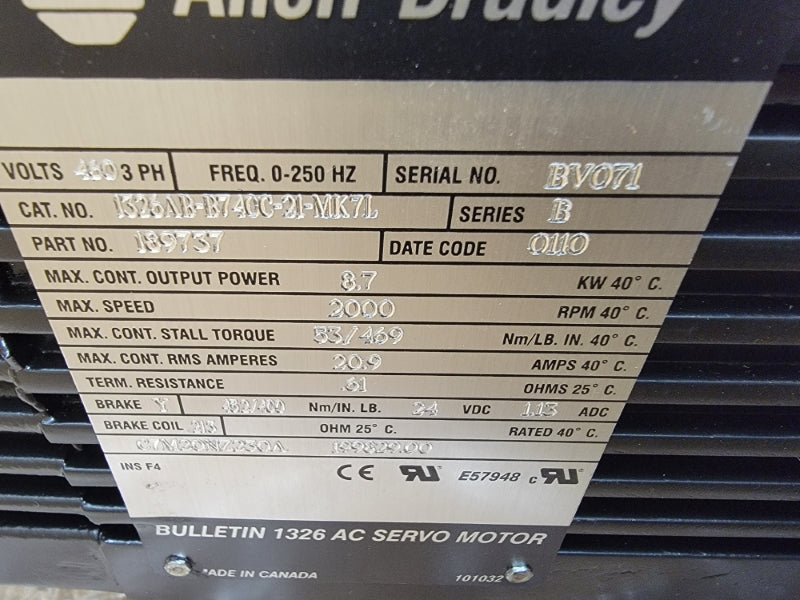 Allen-Bradley
VOLTS 460 3 PH FREQ. 0-250 HZ SERIAL NO. BV071
CAT. NO. 1326AB-B740C-21-MK7L SERIES B
PART NO. 189737 DATE CODE 0110
MAX. CONT. OUTPUT POWER 8.7 KW 40° C.
MAX. SPEED 2000 RPM 40° C.
MAX. CONT. STALL TORQUE 53/469 Nm/LB. IN. 40° C.
MAX. CONT. RMS AMPERES 20.9 AMPS 40° C.
TERM. RESISTANCE .61 OHMS 25° C.
BRAKE Y Nm/IN. LB. 24 VDC 1.13 ADC
BRAKE COIL OHM 25° C. RATED 40° C.
INS F4 CE RU E57948 c RU
BULLETIN 1326 AC SERVO MOTOR
MADE IN CANADA 101032